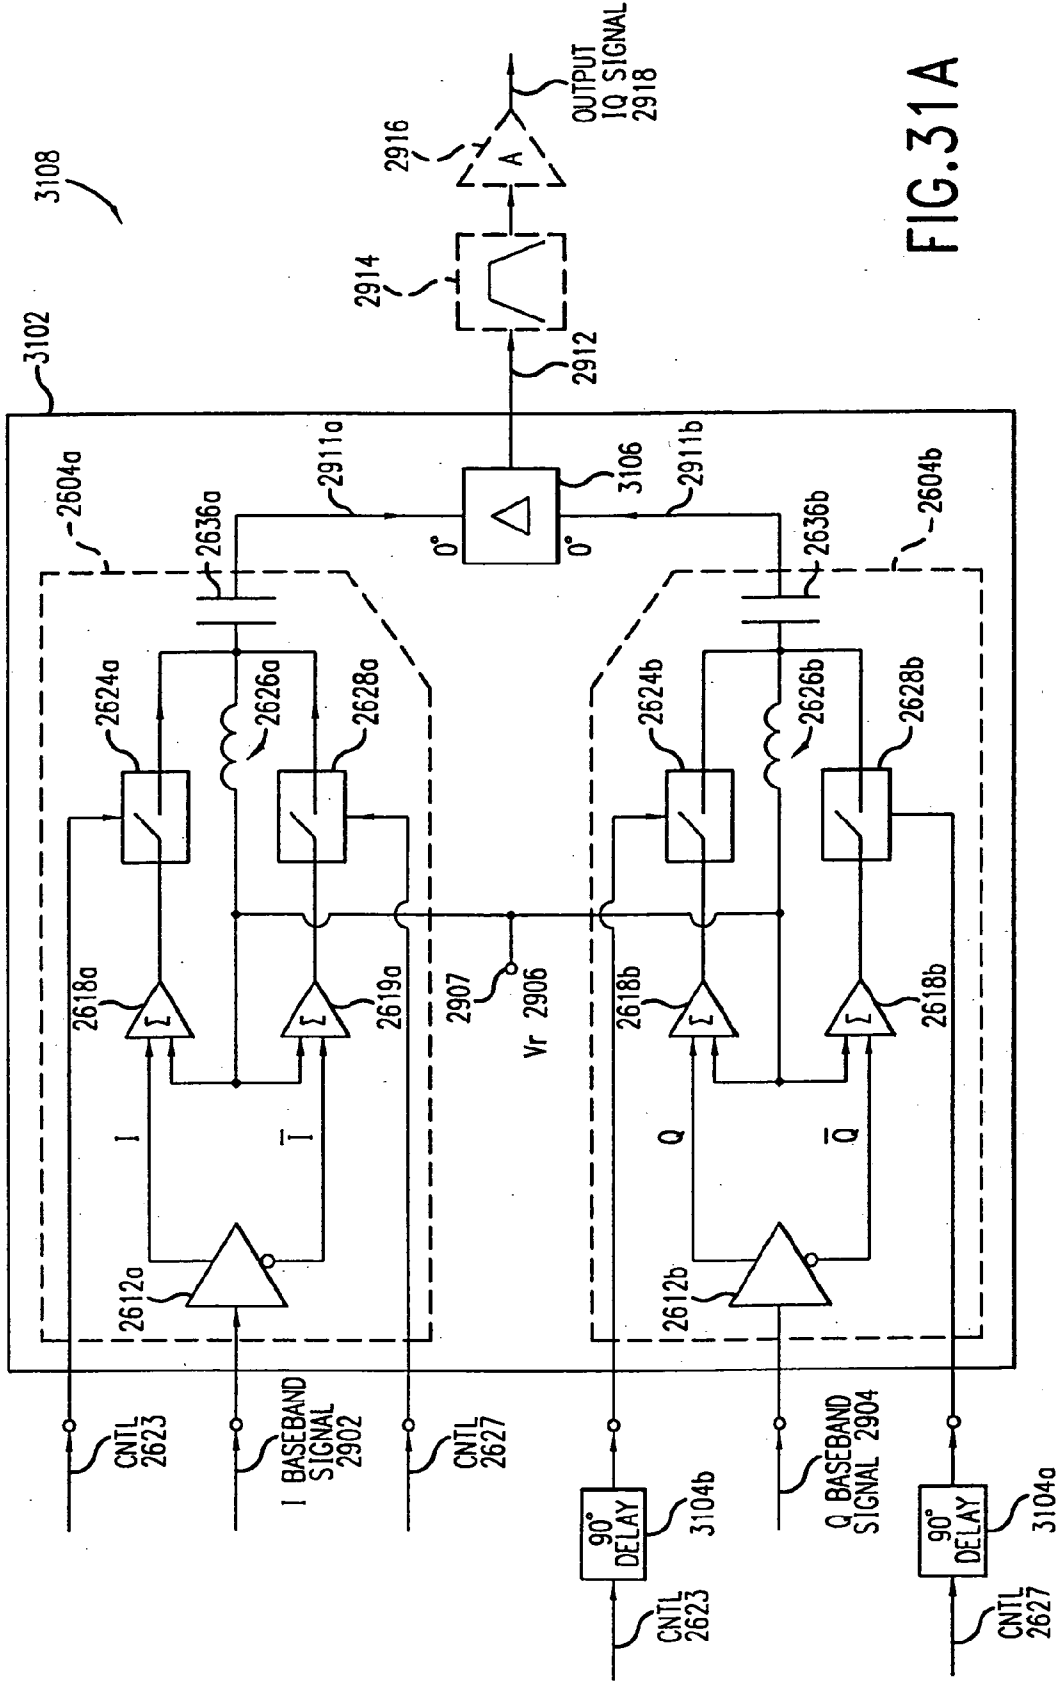 3108
3102
2604a
2624a
2636a
2618a
2626a
2911a
2612a
I
Σ
I̅
Σ
2619a
2628a
CNTL
2623
I BASEBAND
SIGNAL
2902
CNTL
2627
2907
Vr 2906
0°
0°
3106
2912
2914
2916
A
OUTPUT
IQ SIGNAL
2918
2911b
2636b
2604b
2624b
2618b
2626b
2612b
Q
Σ
Q̅
Σ
2618b
2628b
90°
DELAY
3104b
CNTL
2623
Q BASEBAND
SIGNAL 2904
90°
DELAY
3104a
CNTL
2627
FIG.31A